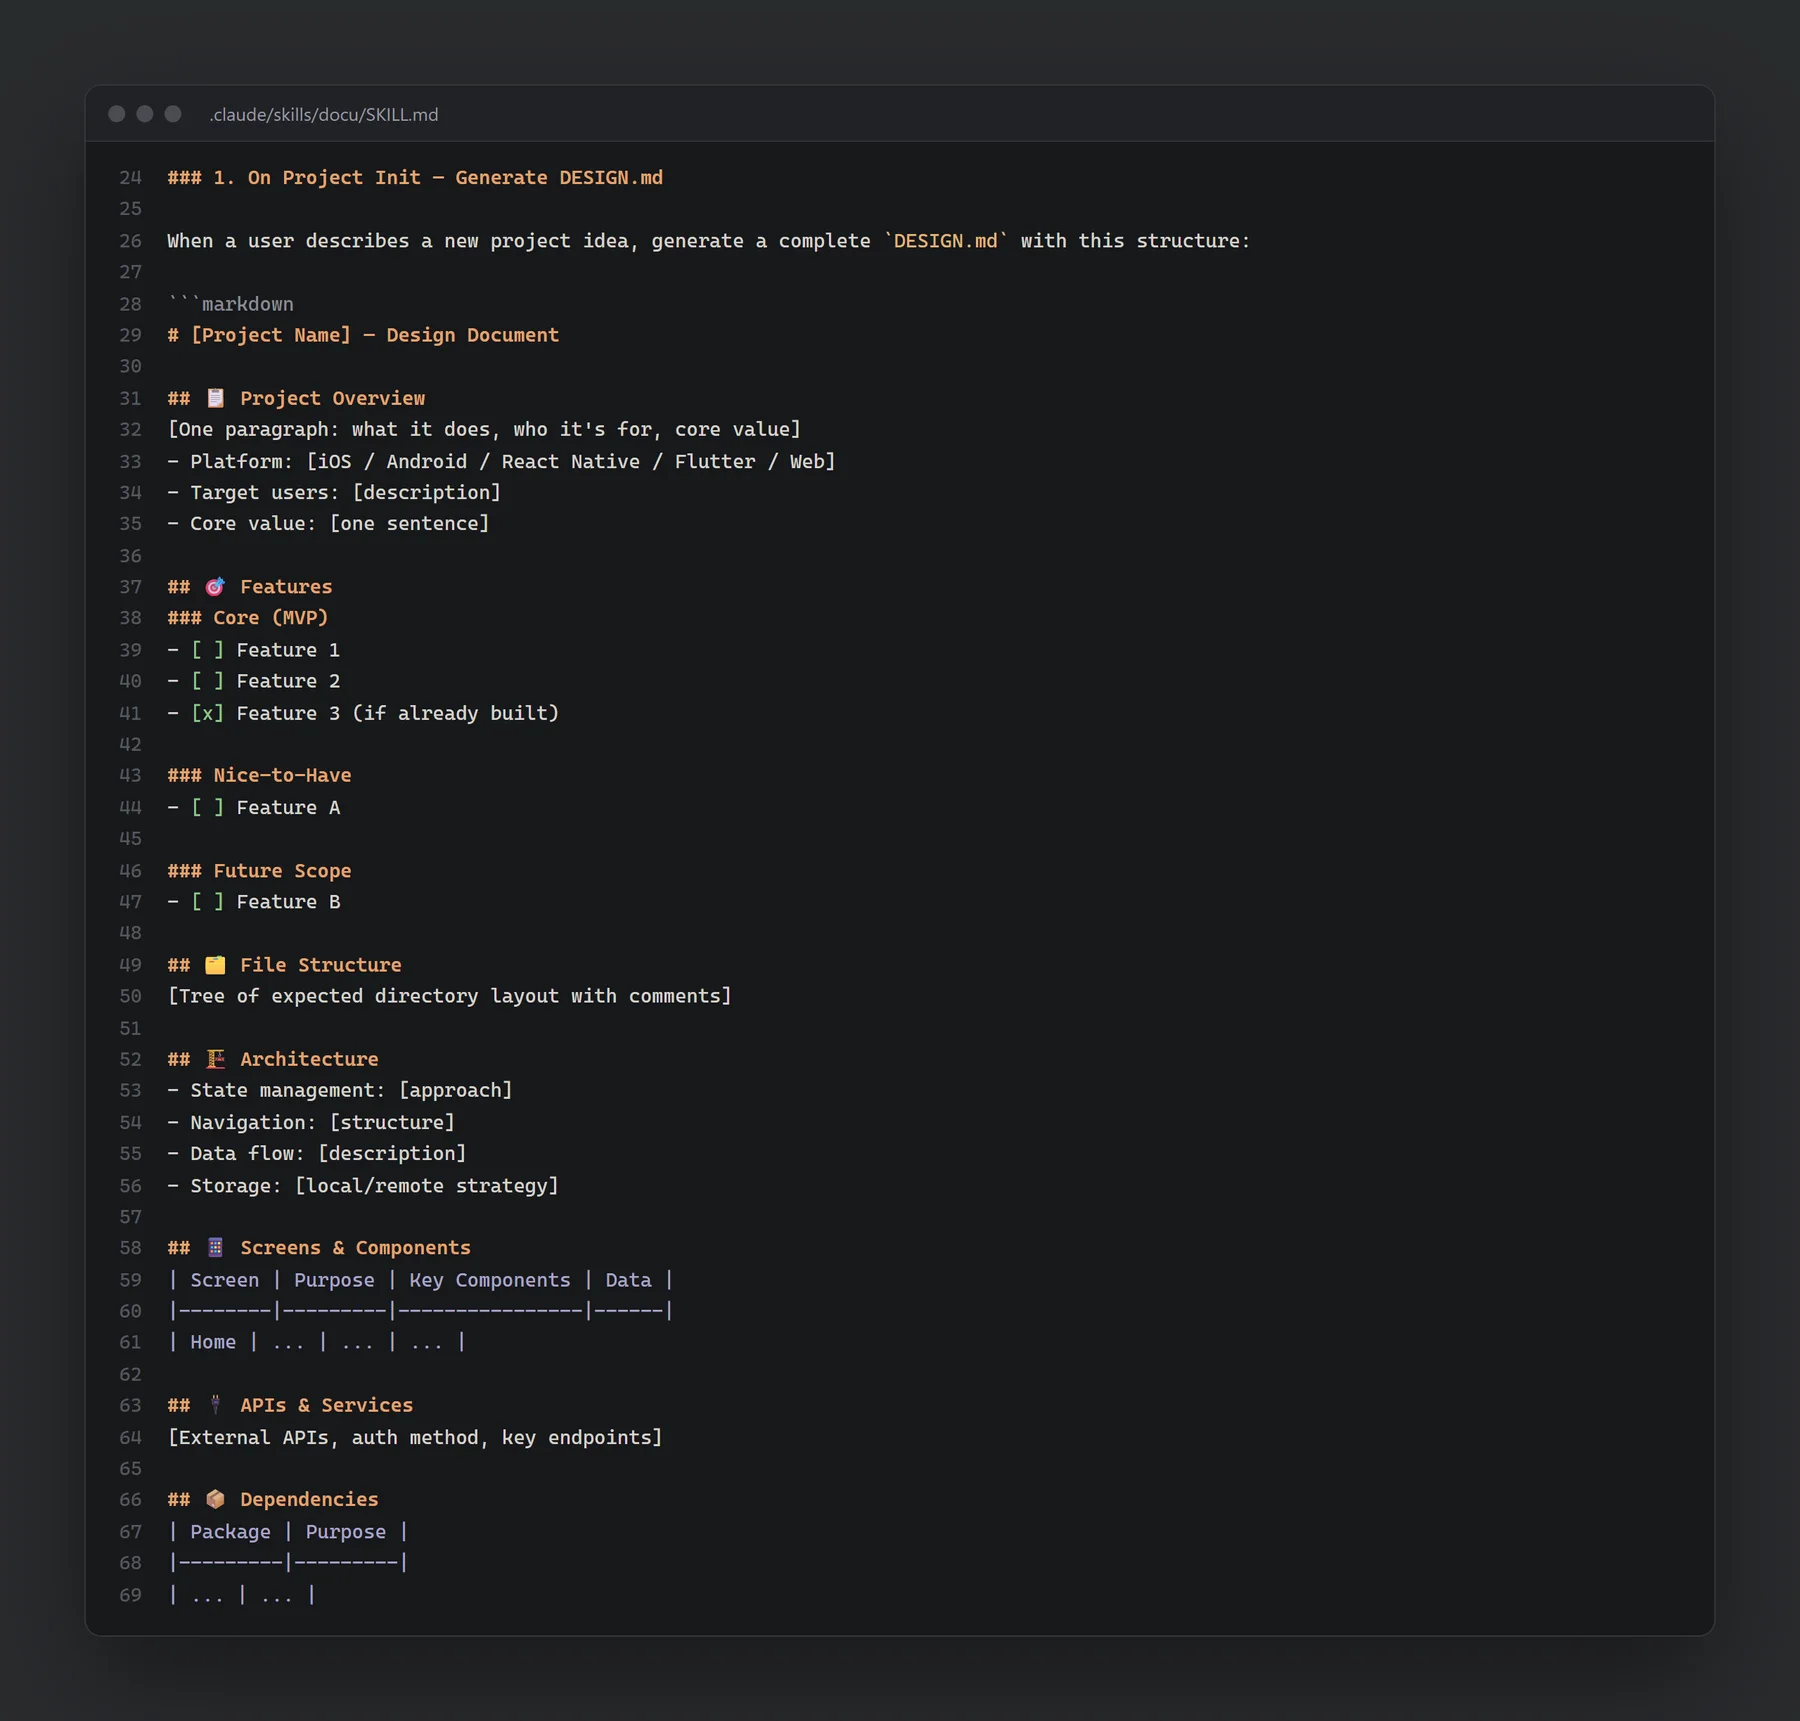 .claude/skills/docu/SKILL.md
24 ### 1. On Project Init — Generate DESIGN.md
25
26 When a user describes a new project idea, generate a complete `DESIGN.md` with this structure:
27
28 ```markdown
29 # [Project Name] — Design Document
30
31 ## 📋 Project Overview
32 [One paragraph: what it does, who it's for, core value]
33 - Platform: [iOS / Android / React Native / Flutter / Web]
34 - Target users: [description]
35 - Core value: [one sentence]
36
37 ## 🎯 Features
38 ### Core (MVP)
39 - [ ] Feature 1
40 - [ ] Feature 2
41 - [x] Feature 3 (if already built)
42
43 ### Nice-to-Have
44 - [ ] Feature A
45
46 ### Future Scope
47 - [ ] Feature B
48
49 ## 🗂️ File Structure
50 [Tree of expected directory layout with comments]
51
52 ## 🏗️ Architecture
53 - State management: [approach]
54 - Navigation: [structure]
55 - Data flow: [description]
56 - Storage: [local/remote strategy]
57
58 ## 📱 Screens & Components
59 | Screen | Purpose | Key Components | Data |
60 |--------|---------|----------------|------|
61 | Home | ... | ... | ... |
62
63 ## 🔌 APIs & Services
64 [External APIs, auth method, key endpoints]
65
66 ## 📦 Dependencies
67 | Package | Purpose |
68 |---------|---------|
69 | ... | ... |